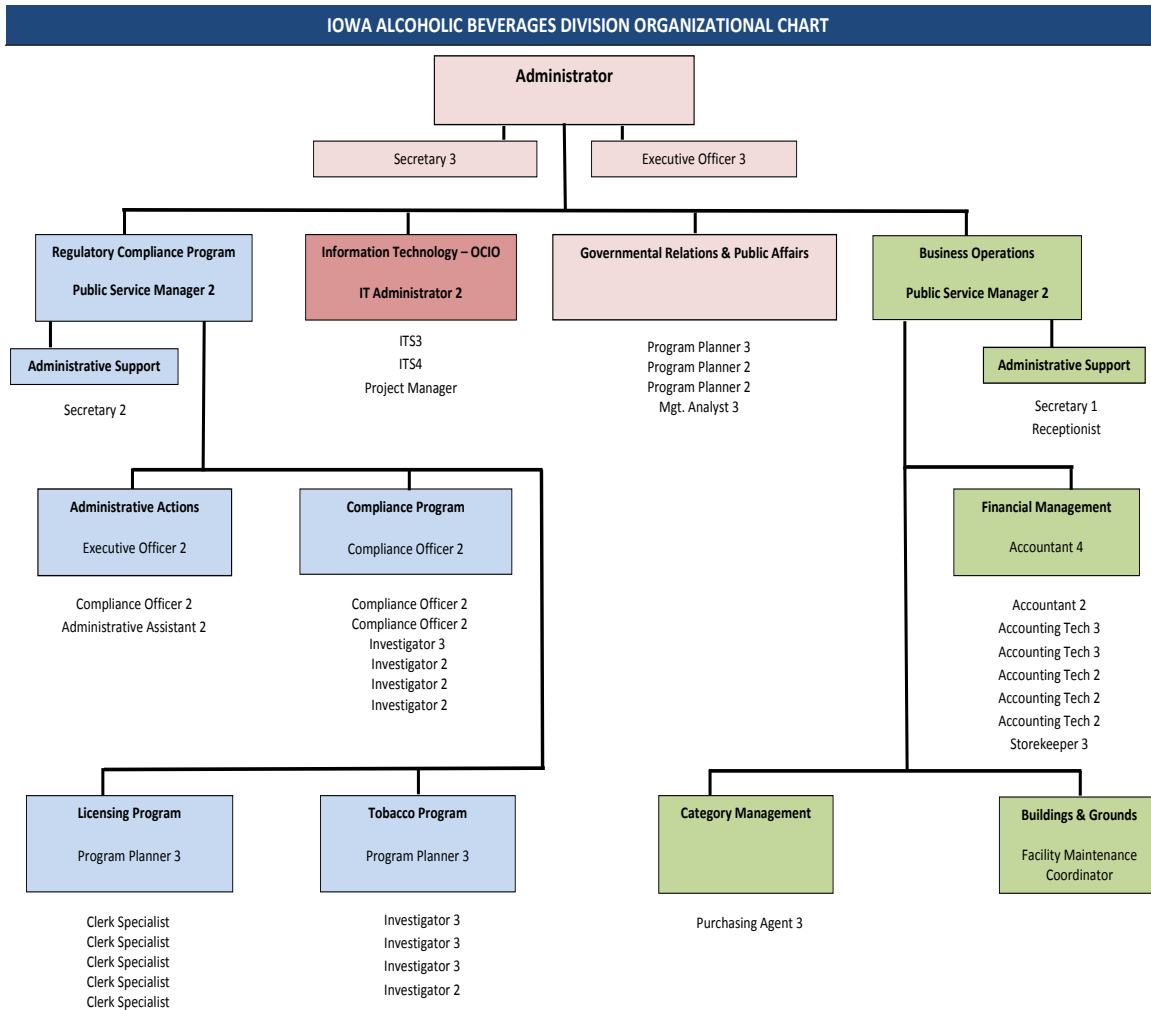 IOWA ALCOHOLIC BEVERAGES DIVISION ORGANIZATIONAL CHART
Administrator
Secretary 3
Executive Officer 3
Regulatory Compliance Program
Public Service Manager 2
Information Technology – OCIO
IT Administrator 2
Governmental Relations & Public Affairs
Business Operations
Public Service Manager 2
Administrative Support
Secretary 2
ITS3
ITS4
Project Manager
Program Planner 3
Program Planner 2
Program Planner 2
Mgt. Analyst 3
Administrative Support
Secretary 1
Receptionist
Administrative Actions
Executive Officer 2
Compliance Officer 2
Administrative Assistant 2
Compliance Program
Compliance Officer 2
Compliance Officer 2
Compliance Officer 2
Investigator 3
Investigator 2
Investigator 2
Investigator 2
Financial Management
Accountant 4
Accountant 2
Accounting Tech 3
Accounting Tech 3
Accounting Tech 2
Accounting Tech 2
Accounting Tech 2
Storekeeper 3
Licensing Program
Program Planner 3
Clerk Specialist
Clerk Specialist
Clerk Specialist
Clerk Specialist
Clerk Specialist
Tobacco Program
Program Planner 3
Investigator 3
Investigator 3
Investigator 3
Investigator 2
Category Management
Purchasing Agent 3
Buildings & Grounds
Facility Maintenance
Coordinator